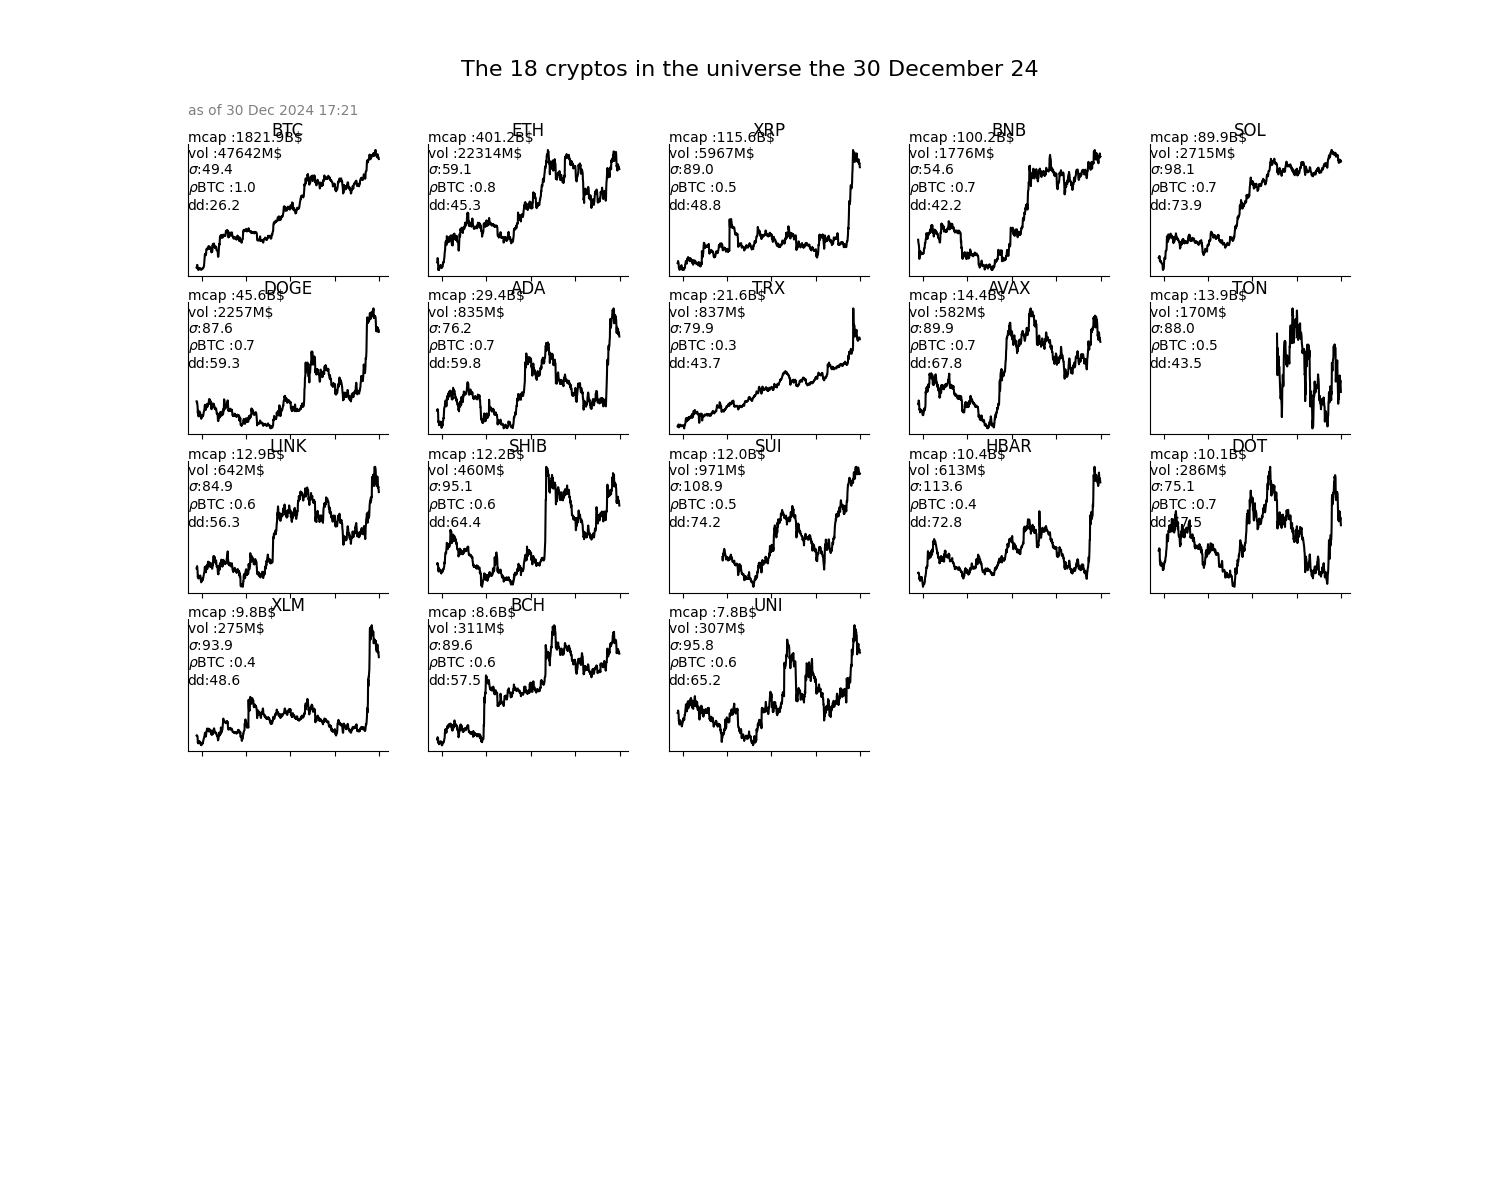 The 18 cryptos in the universe the 30 December 24
as of 30 Dec 2024 17:21
BTC
mcap :1821.9B$
vol :47642M$
σ:49.4
ρBTC :1.0
dd:26.2
ETH
mcap :401.2B$
vol :22314M$
σ:59.1
ρBTC :0.8
dd:45.3
XRP
mcap :115.6B$
vol :5967M$
σ:89.0
ρBTC :0.5
dd:48.8
BNB
mcap :100.2B$
vol :1776M$
σ:54.6
ρBTC :0.7
dd:42.2
SOL
mcap :89.9B$
vol :2715M$
σ:98.1
ρBTC :0.7
dd:73.9
DOGE
mcap :45.6B$
vol :2257M$
σ:87.6
ρBTC :0.7
dd:59.3
ADA
mcap :29.4B$
vol :835M$
σ:76.2
ρBTC :0.7
dd:59.8
TRX
mcap :21.6B$
vol :837M$
σ:79.9
ρBTC :0.3
dd:43.7
AVAX
mcap :14.4B$
vol :582M$
σ:89.9
ρBTC :0.7
dd:67.8
TON
mcap :13.9B$
vol :170M$
σ:88.0
ρBTC :0.5
dd:43.5
LINK
mcap :12.9B$
vol :642M$
σ:84.9
ρBTC :0.6
dd:56.3
SHIB
mcap :12.2B$
vol :460M$
σ:95.1
ρBTC :0.6
dd:64.4
SUI
mcap :12.0B$
vol :971M$
σ:108.9
ρBTC :0.5
dd:74.2
HBAR
mcap :10.4B$
vol :613M$
σ:113.6
ρBTC :0.4
dd:72.8
DOT
mcap :10.1B$
vol :286M$
σ:75.1
ρBTC :0.7
XLM
mcap :9.8B$
vol :275M$
σ:93.9
ρBTC :0.4
dd:48.6
BCH
mcap :8.6B$
vol :311M$
σ:89.6
ρBTC :0.6
dd:57.5
UNI
mcap :7.8B$
vol :307M$
σ:95.8
ρBTC :0.6
dd:65.2